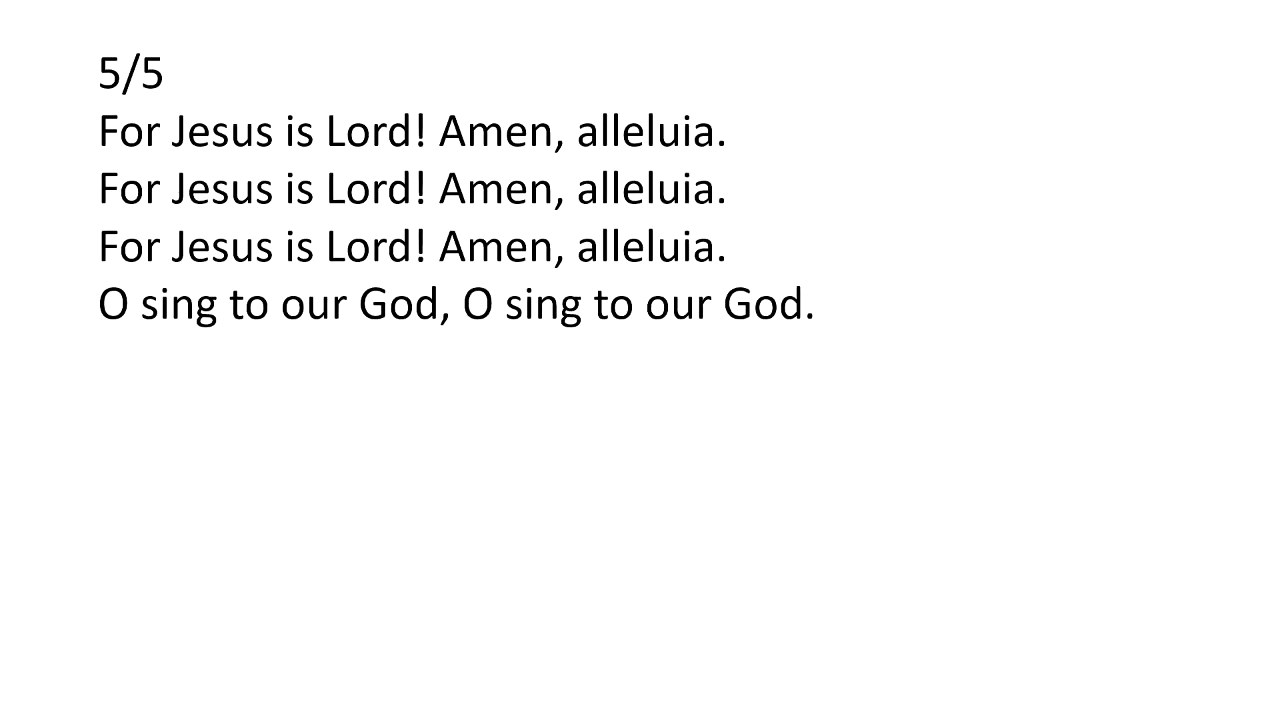 5/5
For Jesus is Lord! Amen, alleluia.
For Jesus is Lord! Amen, alleluia.
For Jesus is Lord! Amen, alleluia.
O sing to our God, O sing to our God.